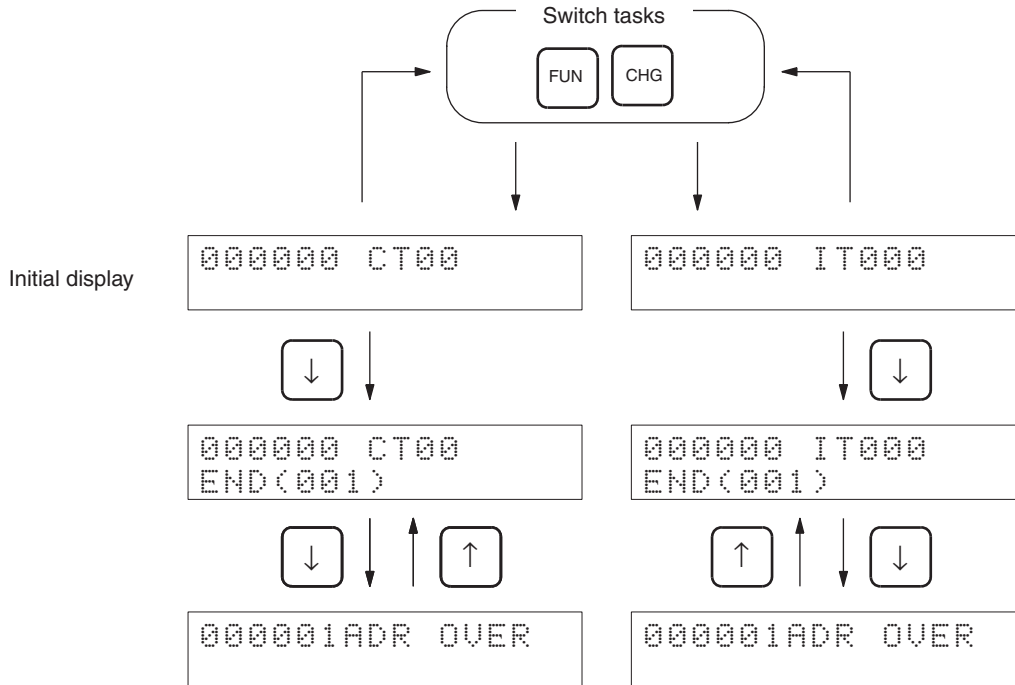 Switch tasks
FUN CHG
Initial display
000000 CT00
000000 IT000
↓
↓
000000 CT00
END(001)
000000 IT000
END(001)
↓ ↑
↑ ↓
000001ADR OVER
000001ADR OVER